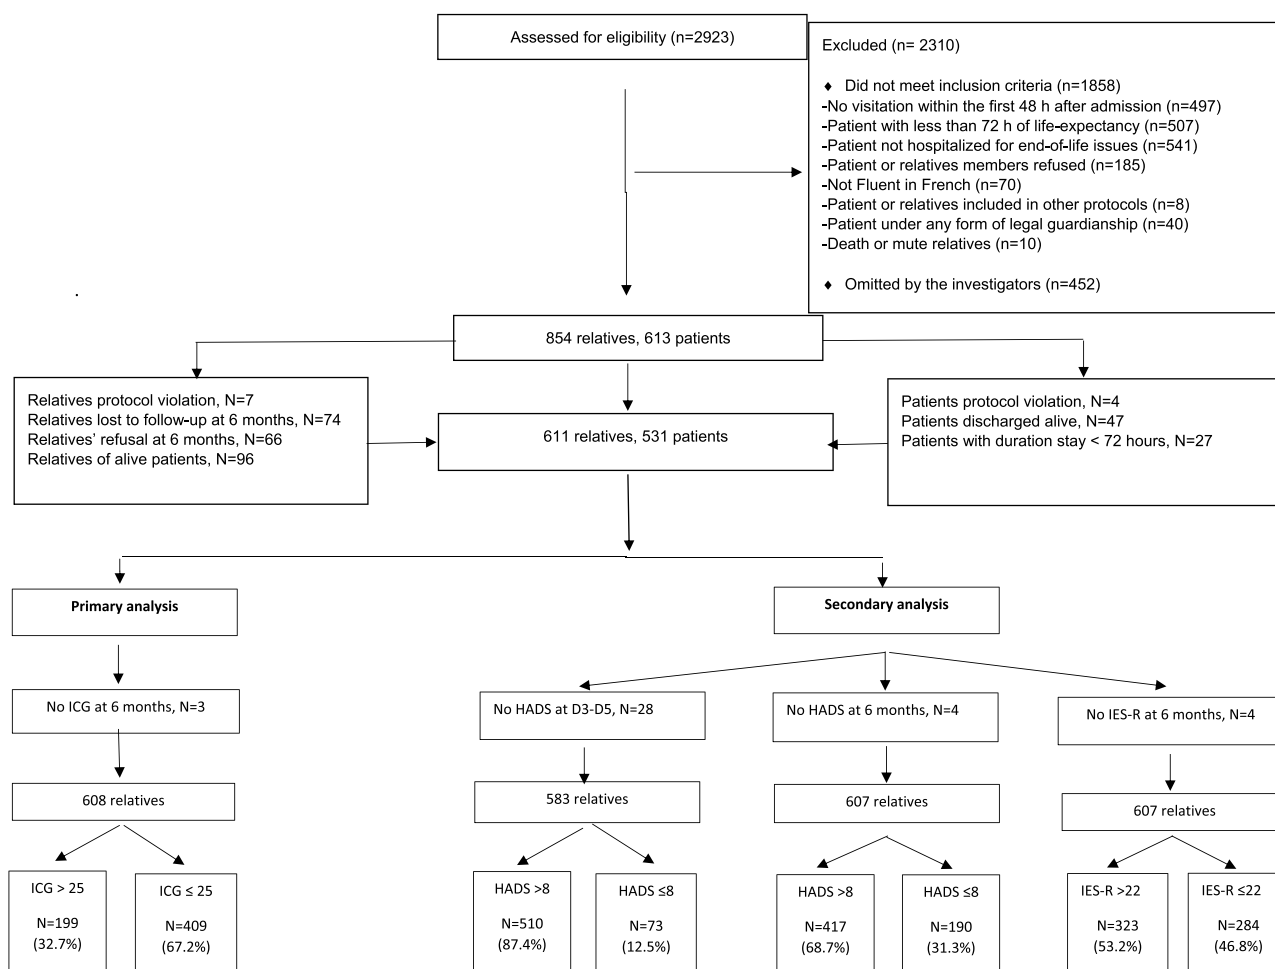 Assessed for eligibility (n=2923)
Excluded (n= 2310)
♦ Did not meet inclusion criteria (n=1858)
-No visitation within the first 48 h after admission (n=497)
-Patient with less than 72 h of life-expectancy (n=507)
-Patient not hospitalized for end-of-life issues (n=541)
-Patient or relatives members refused (n=185)
-Not Fluent in French (n=70)
-Patient or relatives included in other protocols (n=8)
-Patient under any form of legal guardianship (n=40)
-Death or mute relatives (n=10)
♦ Omitted by the investigators (n=452)
854 relatives, 613 patients
Relatives protocol violation, N=7
Relatives lost to follow-up at 6 months, N=74
Relatives' refusal at 6 months, N=66
Relatives of alive patients, N=96
611 relatives, 531 patients
Patients protocol violation, N=4
Patients discharged alive, N=47
Patients with duration stay < 72 hours, N=27
Primary analysis
Secondary analysis
No ICG at 6 months, N=3
No HADS at D3-D5, N=28
No HADS at 6 months, N=4
No IES-R at 6 months, N=4
608 relatives
583 relatives
607 relatives
607 relatives
ICG > 25
N=199
(32.7%)
ICG ≤ 25
N=409
(67.2%)
HADS >8
N=510
(87.4%)
HADS ≤8
N=73
(12.5%)
HADS >8
N=417
(68.7%)
HADS ≤8
N=190
(31.3%)
IES-R >22
N=323
(53.2%)
IES-R ≤22
N=284
(46.8%)